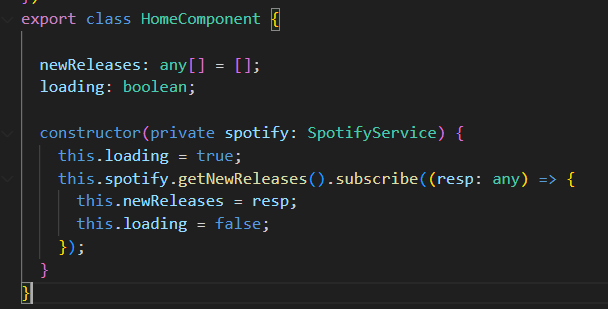 })
export class HomeComponent {
newReleases: any[] = [];
loading: boolean;
constructor(private spotify: SpotifyService) {
this.loading = true;
this.spotify.getNewReleases().subscribe((resp: any) => {
this.newReleases = resp;
this.loading = false;
});
}
}